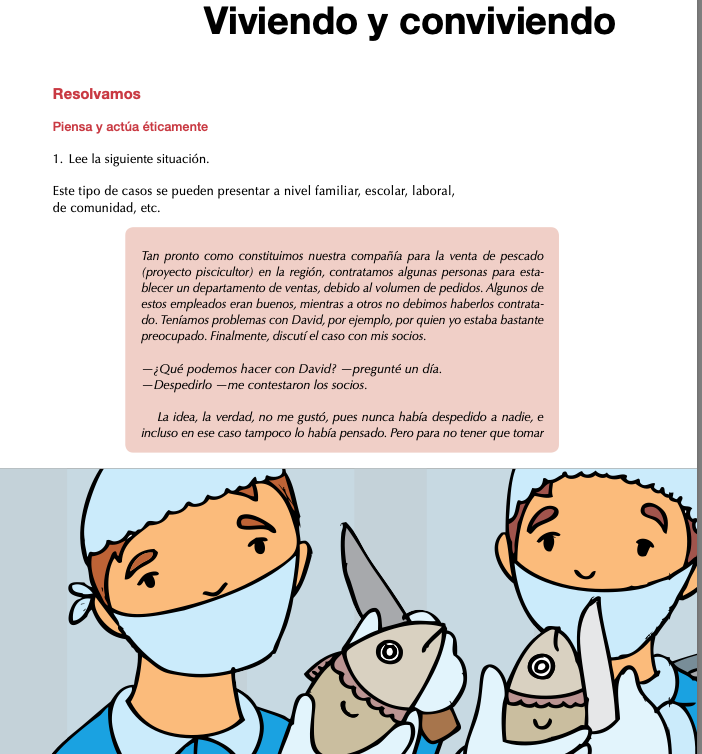 Viviendo y conviviendo
Resolvamos
Piensa y actúa éticamente
1. Lee la siguiente situación.
Este tipo de casos se pueden presentar a nivel familiar, escolar, laboral,
de comunidad, etc.
Tan pronto como constituimos nuestra compañía para la venta de pescado
(proyecto piscicultor) en la región, contratamos algunas personas para esta-
blecer un departamento de ventas, debido al volumen de pedidos. Algunos de
estos empleados eran buenos, mientras a otros no debimos haberlos contrata-
do. Teníamos problemas con David, por ejemplo, por quien yo estaba bastante
preocupado. Finalmente, discutí el caso con mis socios.
—¿Qué podemos hacer con David? —pregunté un día.
—Despedirlo —me contestaron los socios.
La idea, la verdad, no me gustó, pues nunca había despedido a nadie, e
incluso en ese caso tampoco lo había pensado. Pero para no tener que tomar